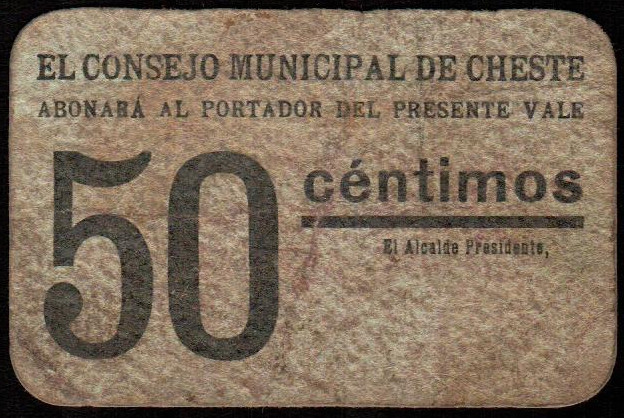 EL CONSEJO MUNICIPAL DE CHESTE
ABONARÁ AL PORTADOR DEL PRESENTE VALE
50 céntimos
El Alcalde Presidente,